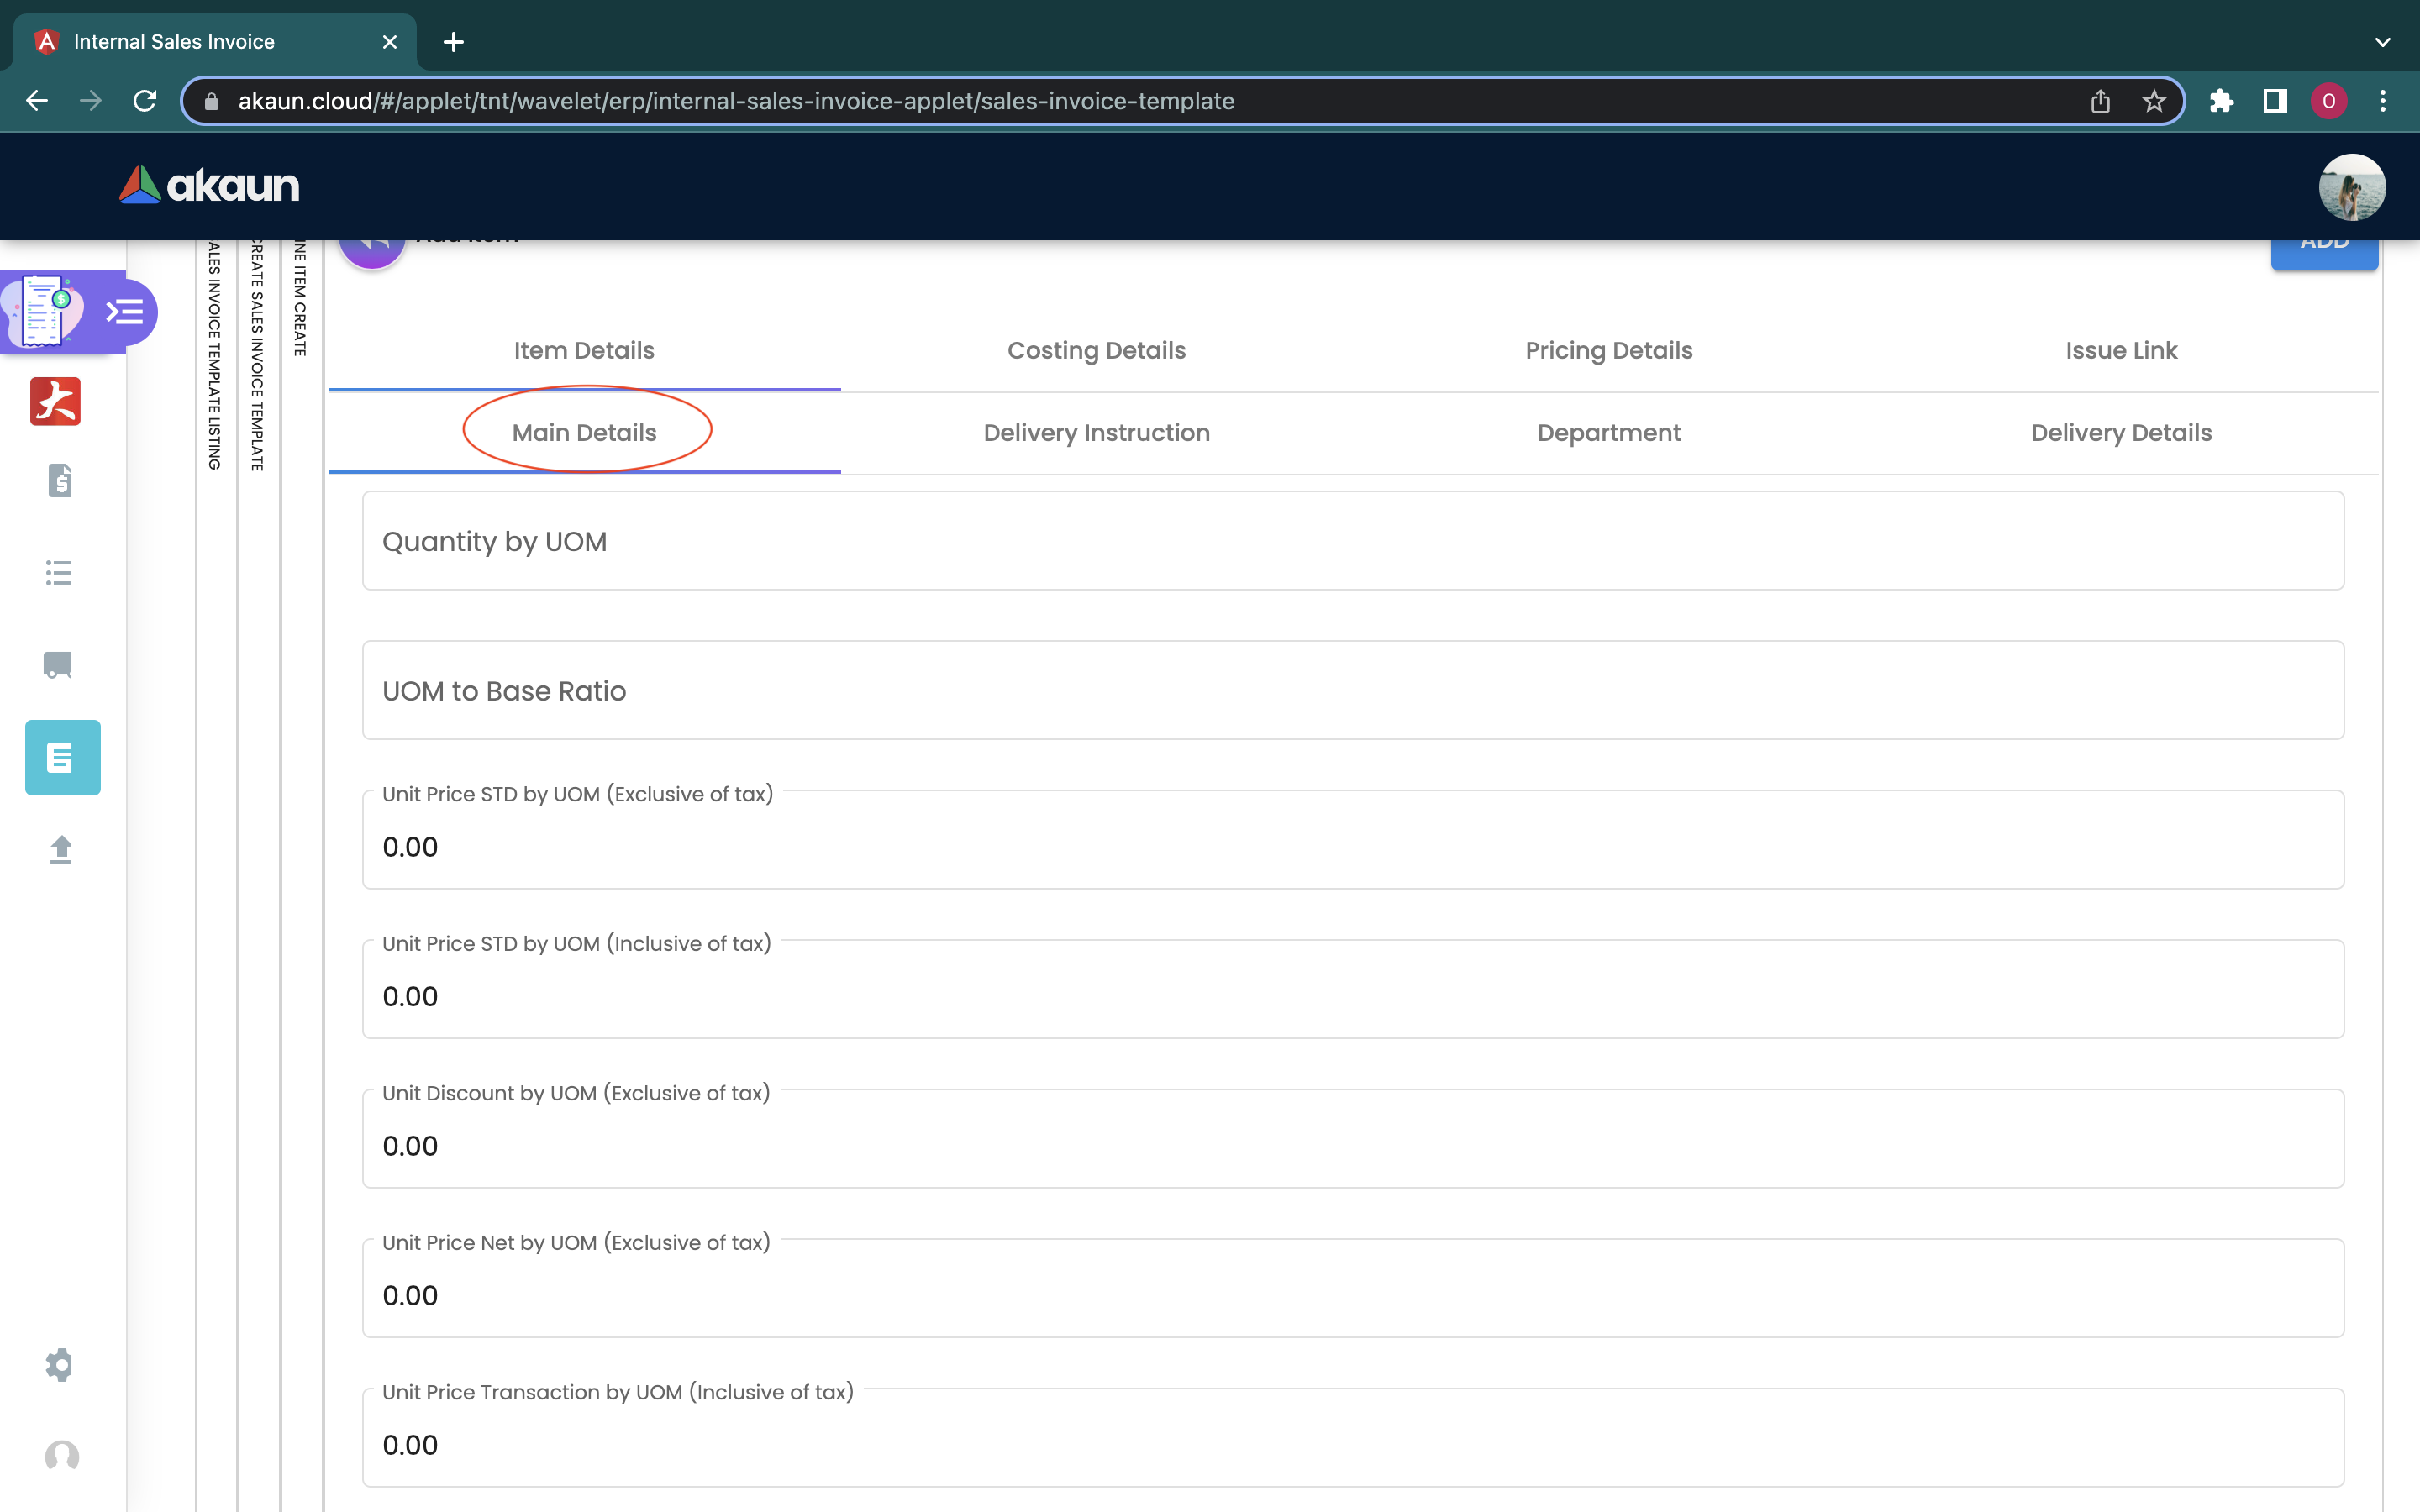 Internal Sales Invoice
akaun.cloud/#/applet/tnt/wavelet/erp/internal-sales-invoice-applet/sales-invoice-template
O
akaun
Add Item
ADD
ALES INVOICE TEMPLATE LISTING
CREATE SALES INVOICE TEMPLATE
INE ITEM CREATE
Item Details
Costing Details
Pricing Details
Issue Link
Main Details
Delivery Instruction
Department
Delivery Details
Quantity by UOM
UOM to Base Ratio
Unit Price STD by UOM (Exclusive of tax)
0.00
Unit Price STD by UOM (Inclusive of tax)
0.00
Unit Discount by UOM (Exclusive of tax)
0.00
Unit Price Net by UOM (Exclusive of tax)
0.00
Unit Price Transaction by UOM (Inclusive of tax)
0.00